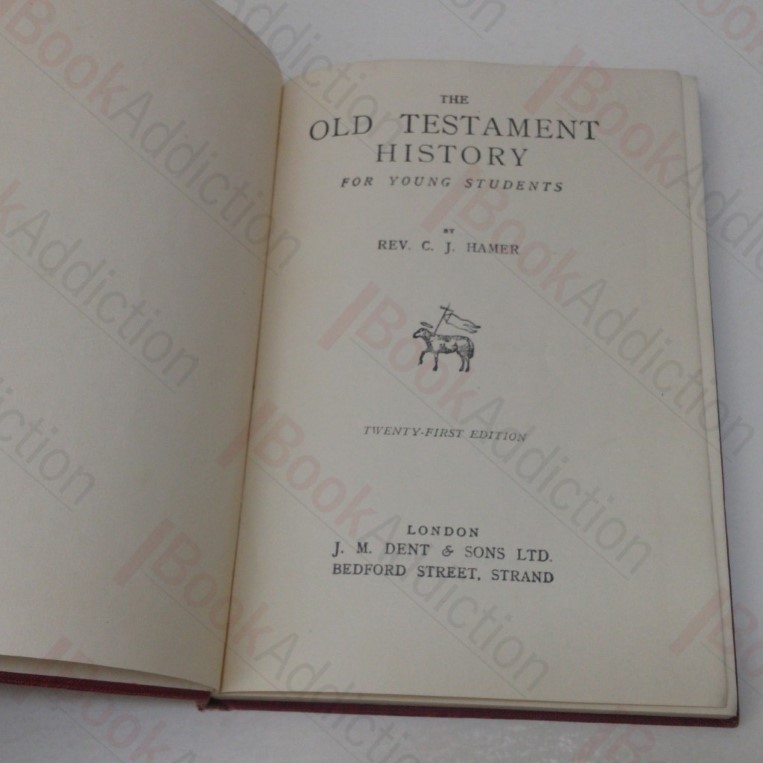 THE
OLD TESTAMENT
HISTORY
FOR YOUNG STUDENTS
BY
REV. C. J. HAMER
TWENTY-FIRST EDITION
LONDON
J. M. DENT & SONS LTD.
BEDFORD STREET, STRAND
BookAddiction